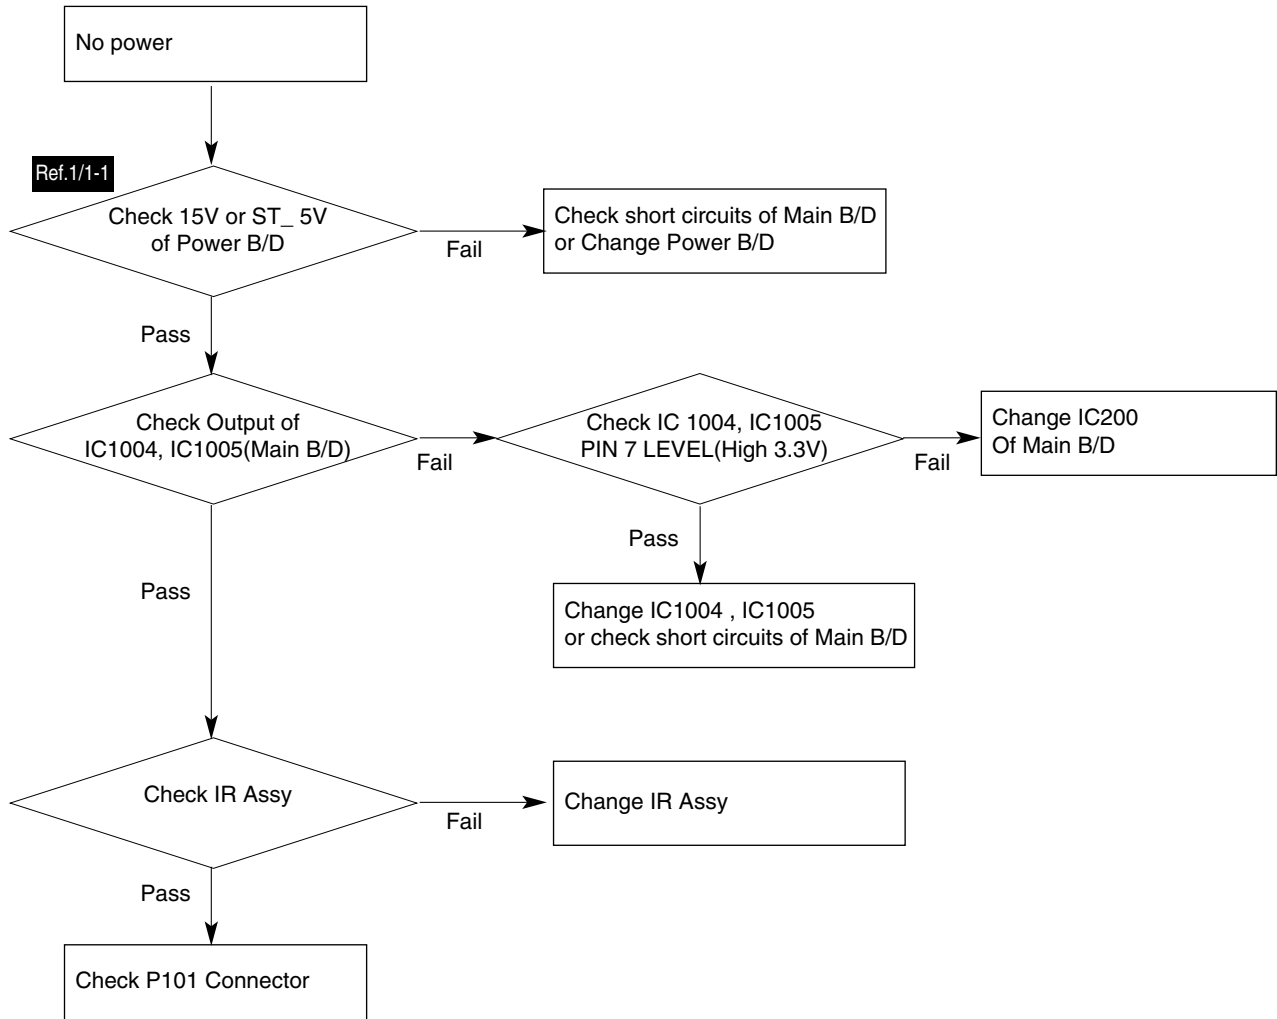 No power
Ref.1/1-1
Check 15V or ST_ 5V
of Power B/D
Fail
Check short circuits of Main B/D
or Change Power B/D
Pass
Check Output of
IC1004, IC1005(Main B/D)
Fail
Check IC 1004, IC1005
PIN 7 LEVEL(High 3.3V)
Fail
Change IC200
Of Main B/D
Pass
Change IC1004 , IC1005
or check short circuits of Main B/D
Pass
Check IR Assy
Fail
Change IR Assy
Pass
Check P101 Connector